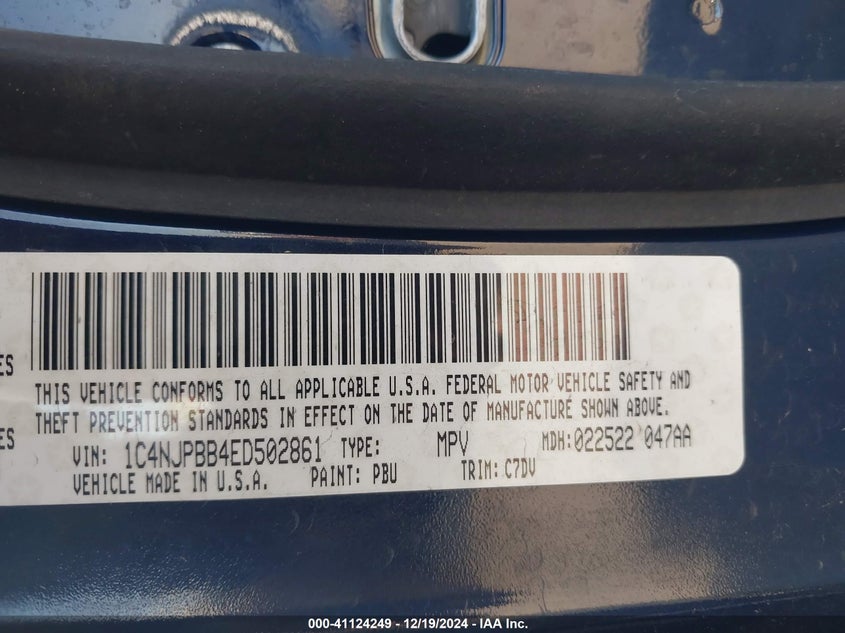 ES
THIS VEHICLE CONFORMS TO ALL APPLICABLE U.S.A. FEDERAL MOTOR VEHICLE SAFETY AND
THEFT PREVENTION STANDARDS IN EFFECT ON THE DATE OF MANUFACTURE SHOWN ABOVE.
ES
VIN: 1C4NJPBB4ED502861 TYPE: MPV MDH:022522 047AA
VEHICLE MADE IN U.S.A. PAINT: PBU TRIM: C7DV
000-41124249 - 12/19/2024 - IAA Inc.